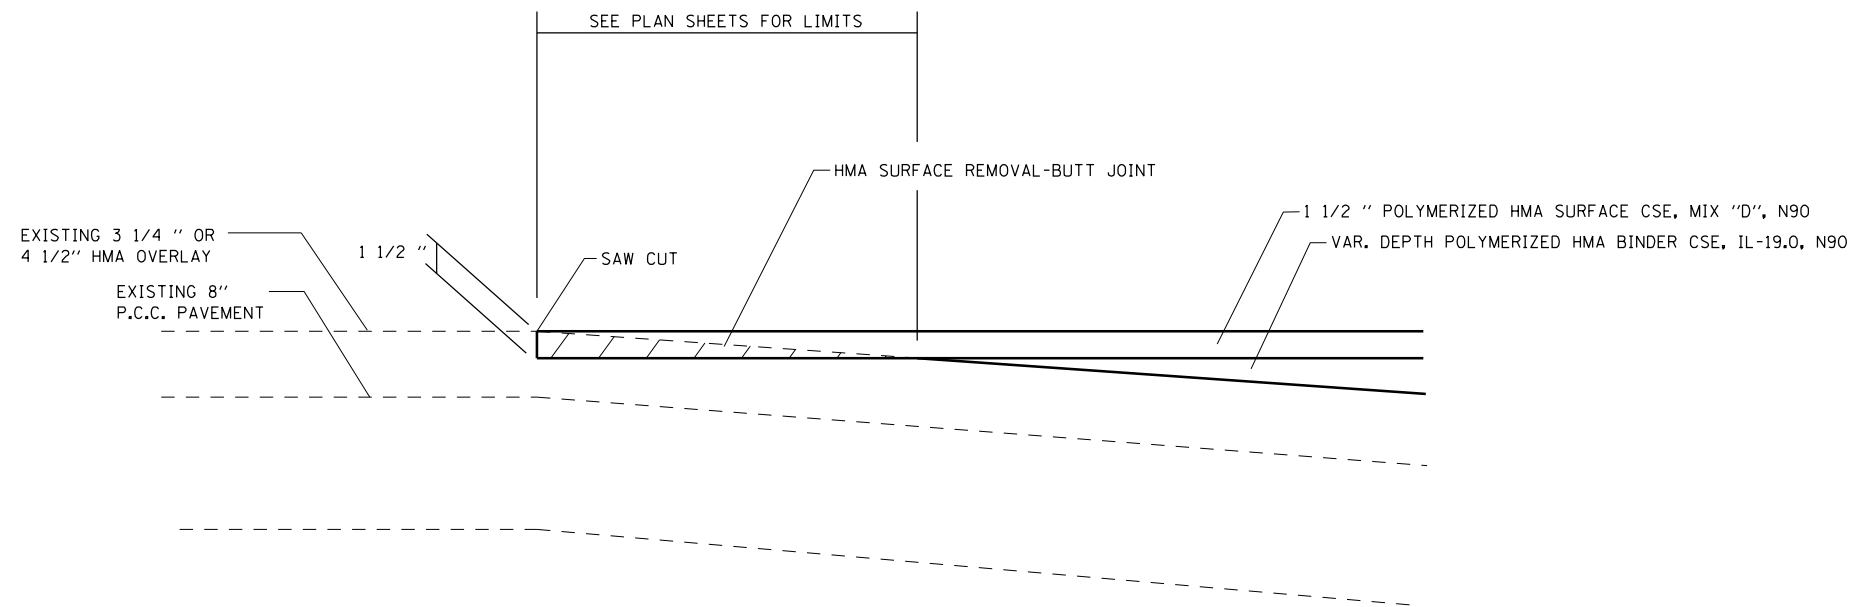 SEE PLAN SHEETS FOR LIMITS
HMA SURFACE REMOVAL-BUTT JOINT
1 1/2 " POLYMERIZED HMA SURFACE CSE, MIX "D", N90
VAR. DEPTH POLYMERIZED HMA BINDER CSE, IL-19.0, N90
EXISTING 3 1/4 " OR
4 1/2" HMA OVERLAY
1 1/2 "
SAW CUT
EXISTING 8"
P.C.C. PAVEMENT